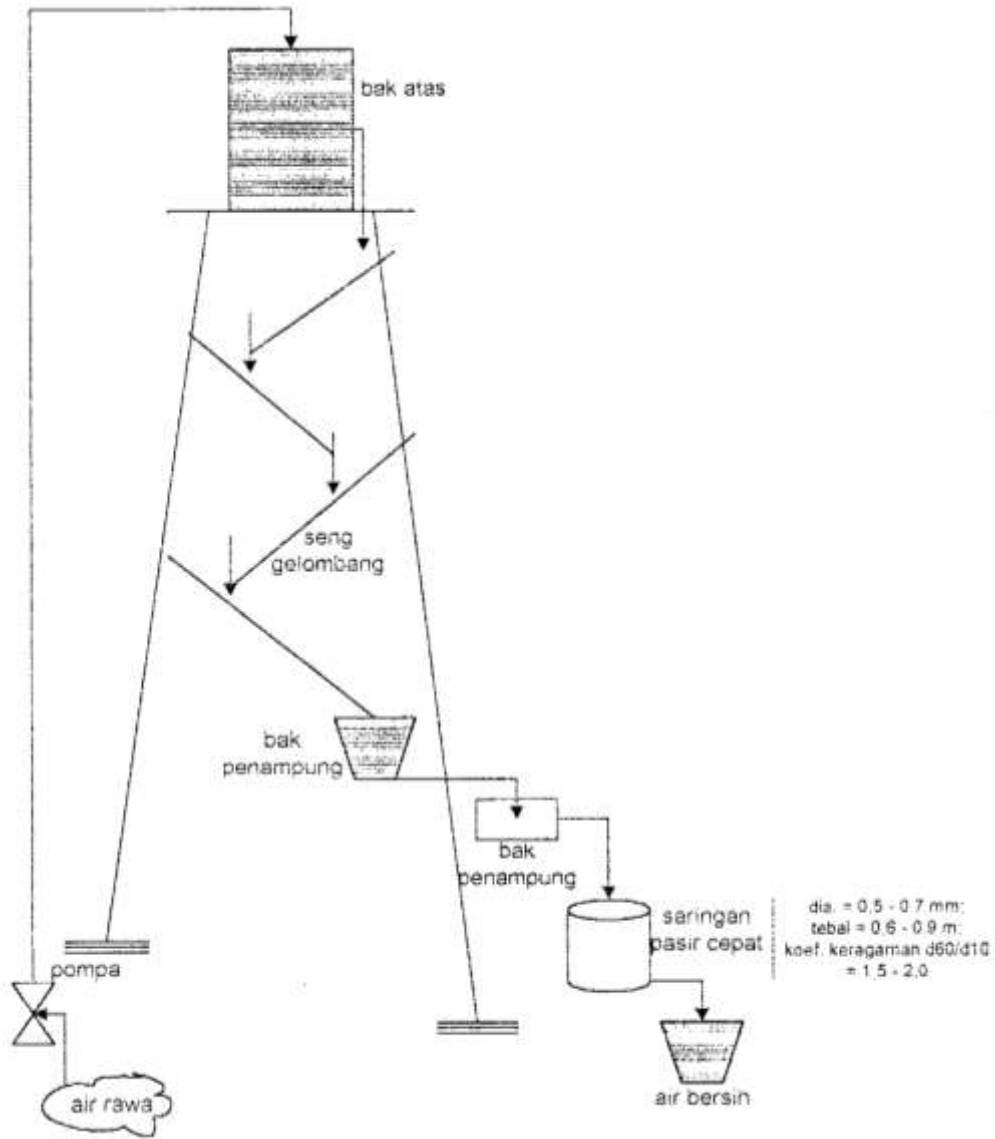 bak atas
seng
gelombang
bak
penampung
bak
penampung
saringan
pasir cepat
dia. = 0,5 - 0.7 mm;
tebal = 0.6 - 0.9 m;
koef. keragaman d60/d10
= 1,5 - 2,0
pompa
air rawa
air bersin